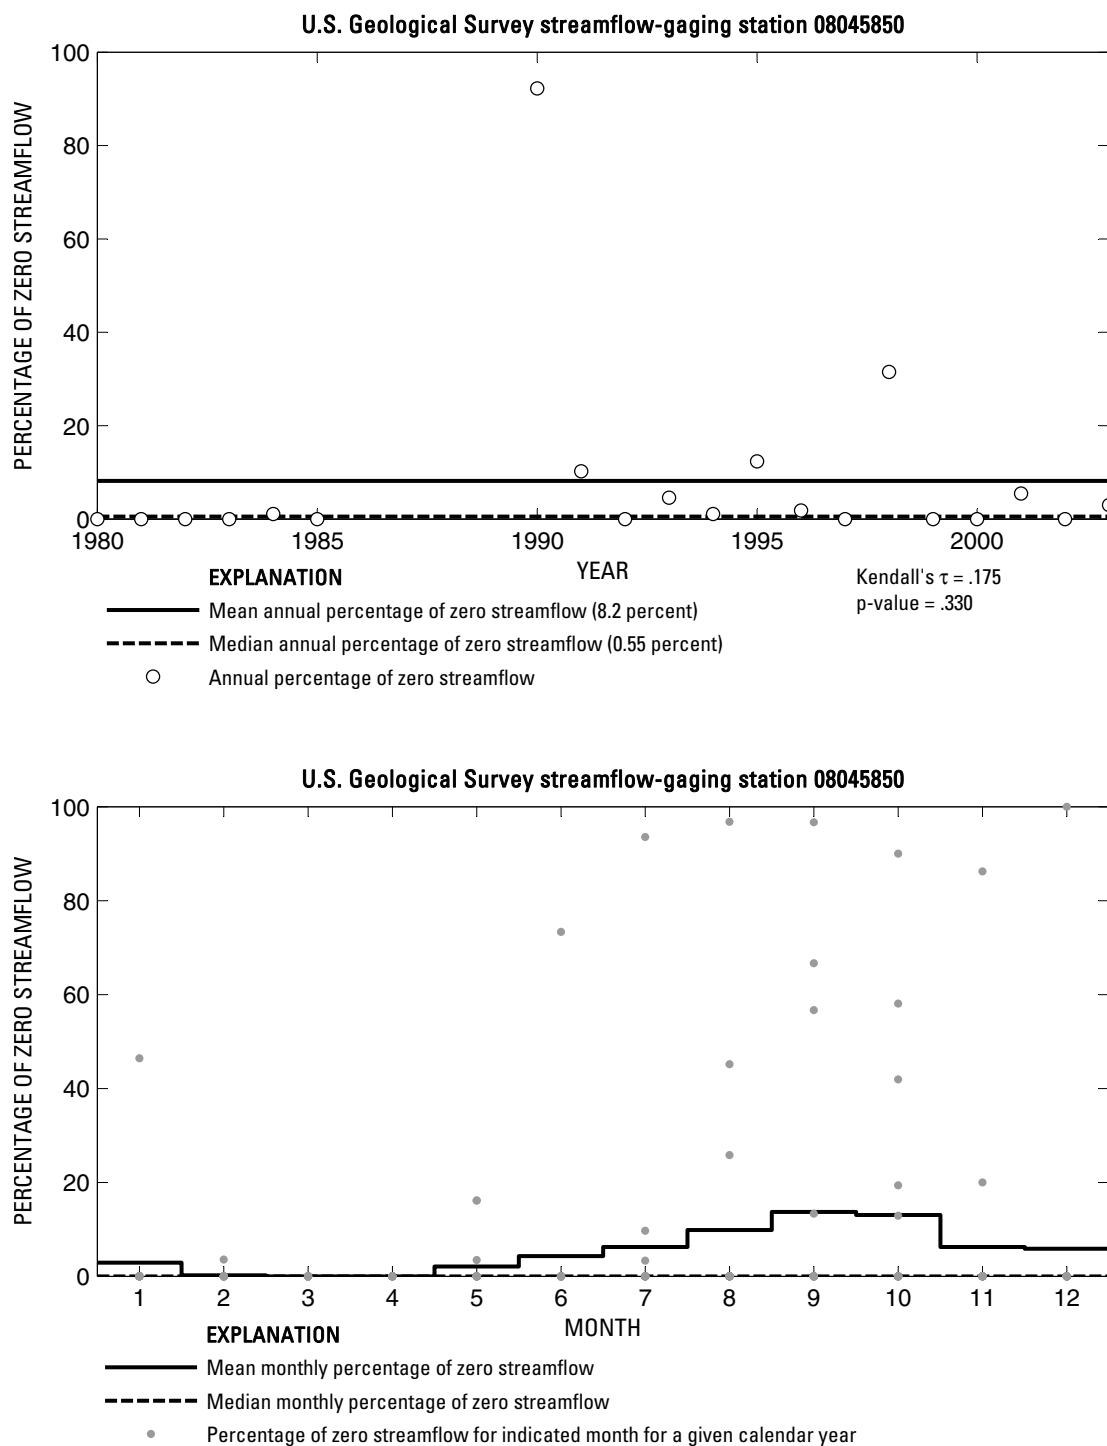 U.S. Geological Survey streamflow-gaging station 08045850
PERCENTAGE OF ZERO STREAMFLOW
100
80
60
40
20
0
1980 1985 1990 1995 2000
YEAR
EXPLANATION
Mean annual percentage of zero streamflow (8.2 percent)
Median annual percentage of zero streamflow (0.55 percent)
Annual percentage of zero streamflow
Kendall's τ = .175
p-value = .330
U.S. Geological Survey streamflow-gaging station 08045850
PERCENTAGE OF ZERO STREAMFLOW
100
80
60
40
20
0
1 2 3 4 5 6 7 8 9 10 11 12
MONTH
EXPLANATION
Mean monthly percentage of zero streamflow
Median monthly percentage of zero streamflow
Percentage of zero streamflow for indicated month for a given calendar year